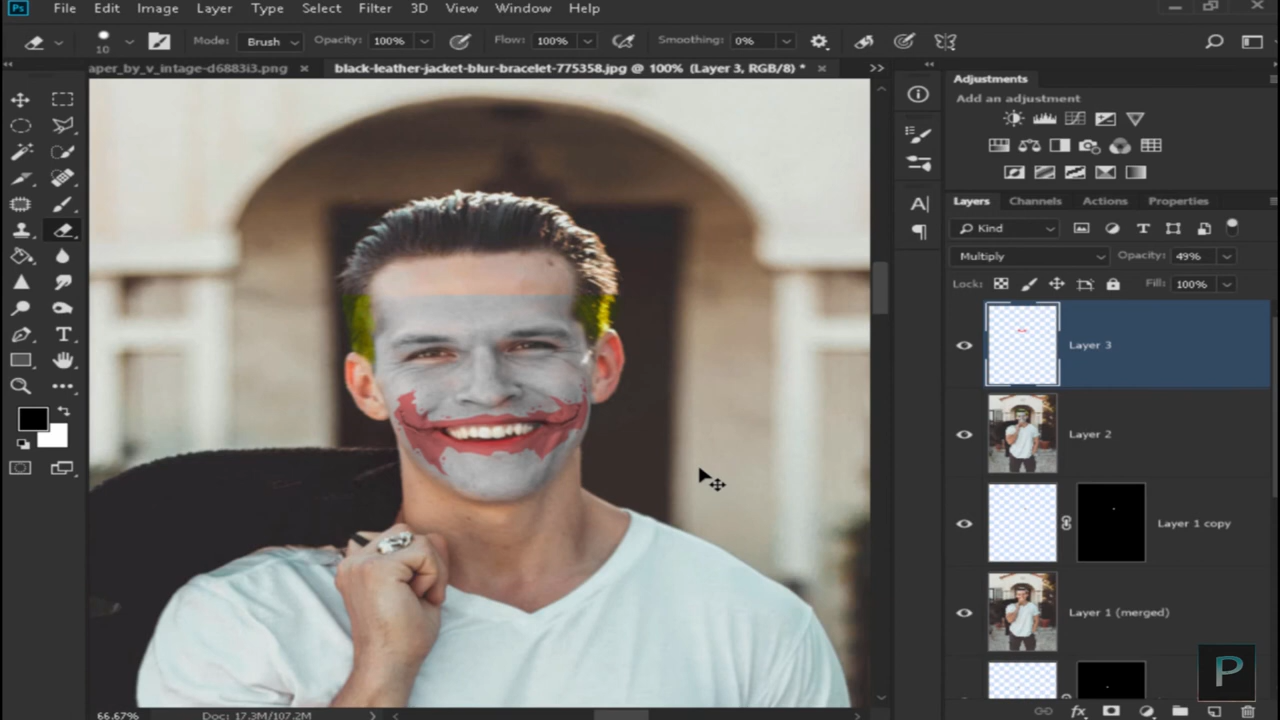 Ps File Edit Image Layer Type Select Filter 3D View Window Help
10 Mode: Brush Opacity: 100% Flow: 100% Smoothing: 0%
aper_by_v_intage-d6883i3.png × black-leather-jacket-blur-bracelet-775358.jpg @ 100% (Layer 3, RGB/8) * ×
Adjustments
Add an adjustment
Layers Channels Actions Properties
Kind
Multiply Opacity: 49%
Lock: Fill: 100%
Layer 3
Layer 2
Layer 1 copy
Layer 1 (merged)
P
66.67% Doc: 17.3M/107.2M